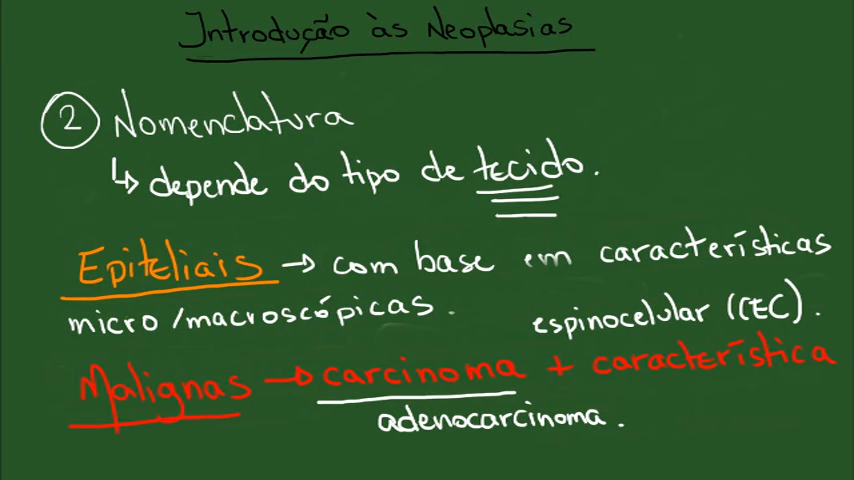 Introdução às Neoplasias
2 Nomenclatura
↳ depende do tipo de tecido.
Epiteliais → com base em características
micro/macroscópicas.
espinocelular (CEC).
Malignas → carcinoma + característica
adenocarcinoma.